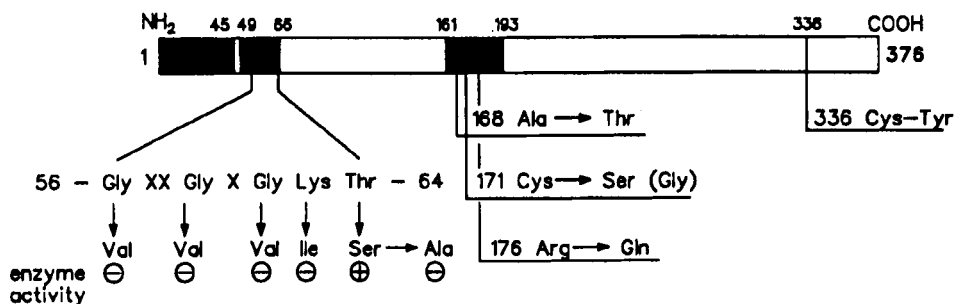 NH2 45 49 66 161 193 336 COOH
1 376
168 Ala → Thr 336 Cys-Tyr
56 - Gly XX Gly X Gly Lys Thr - 64 171 Cys → Ser (Gly)
Val Val Val Ile Ser → Ala 176 Arg → Gln
enzyme ⊖ ⊖ ⊖ ⊖ ⊕ ⊖
activity